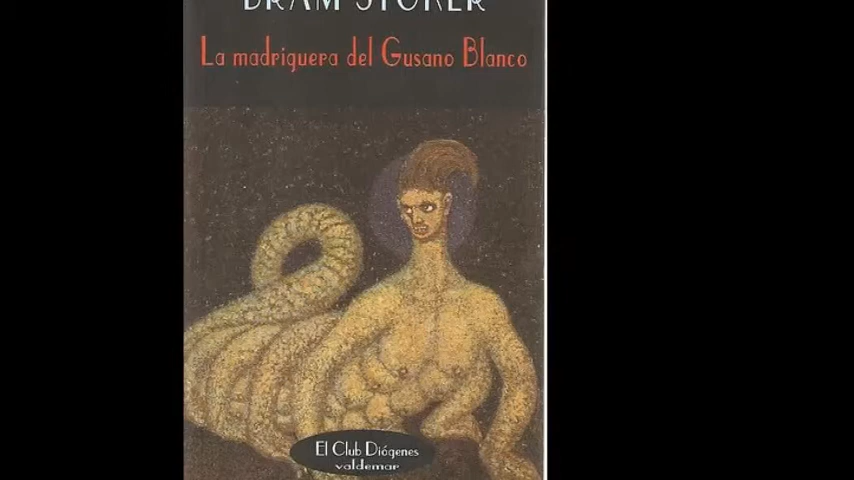 BRAM STOKER
La madriguera del Gusano Blanco
El Club Diógenes
valdemar